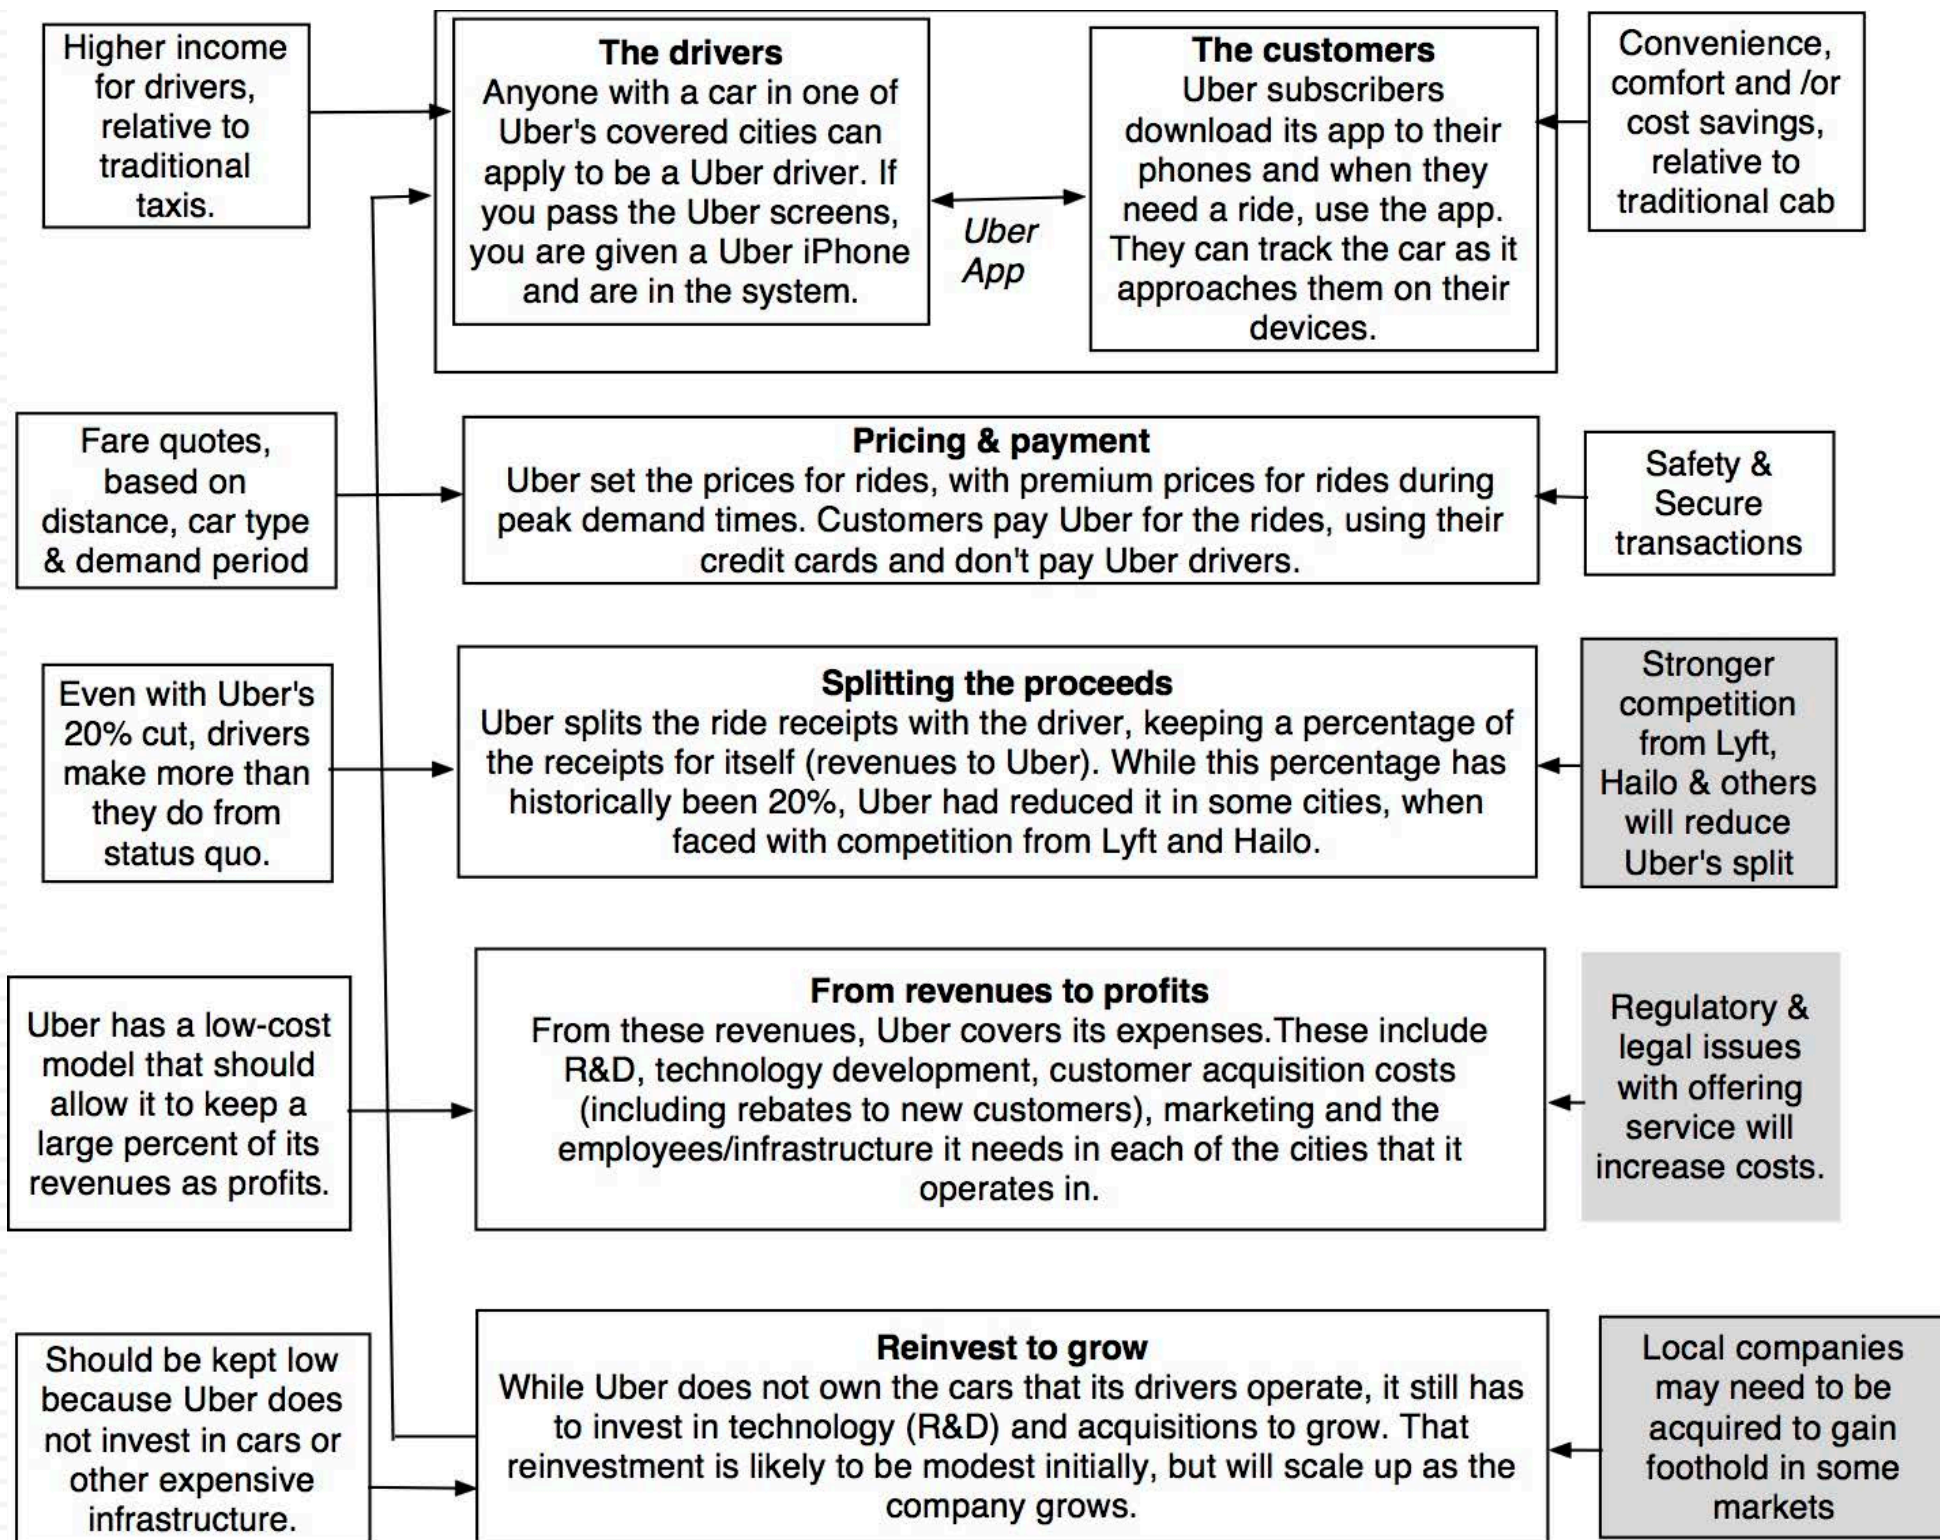 Higher income
for drivers,
relative to
traditional
taxis.
The drivers
Anyone with a car in one of
Uber's covered cities can
apply to be a Uber driver. If
you pass the Uber screens,
you are given a Uber iPhone
and are in the system.
Uber
App
The customers
Uber subscribers
download its app to their
phones and when they
need a ride, use the app.
They can track the car as it
approaches them on their
devices.
Convenience,
comfort and /or
cost savings,
relative to
traditional cab
Fare quotes,
based on
distance, car type
& demand period
Pricing & payment
Uber set the prices for rides, with premium prices for rides during
peak demand times. Customers pay Uber for the rides, using their
credit cards and don't pay Uber drivers.
Safety &
Secure
transactions
Even with Uber's
20% cut, drivers
make more than
they do from
status quo.
Splitting the proceeds
Uber splits the ride receipts with the driver, keeping a percentage of
the receipts for itself (revenues to Uber). While this percentage has
historically been 20%, Uber had reduced it in some cities, when
faced with competition from Lyft and Hailo.
Stronger
competition
from Lyft,
Hailo & others
will reduce
Uber's split
Uber has a low-cost
model that should
allow it to keep a
large percent of its
revenues as profits.
From revenues to profits
From these revenues, Uber covers its expenses.These include
R&D, technology development, customer acquisition costs
(including rebates to new customers), marketing and the
employees/infrastructure it needs in each of the cities that it
operates in.
Regulatory &
legal issues
with offering
service will
increase costs.
Should be kept low
because Uber does
not invest in cars or
other expensive
infrastructure.
Reinvest to grow
While Uber does not own the cars that its drivers operate, it still has
to invest in technology (R&D) and acquisitions to grow. That
reinvestment is likely to be modest initially, but will scale up as the
company grows.
Local companies
may need to be
acquired to gain
foothold in some
markets